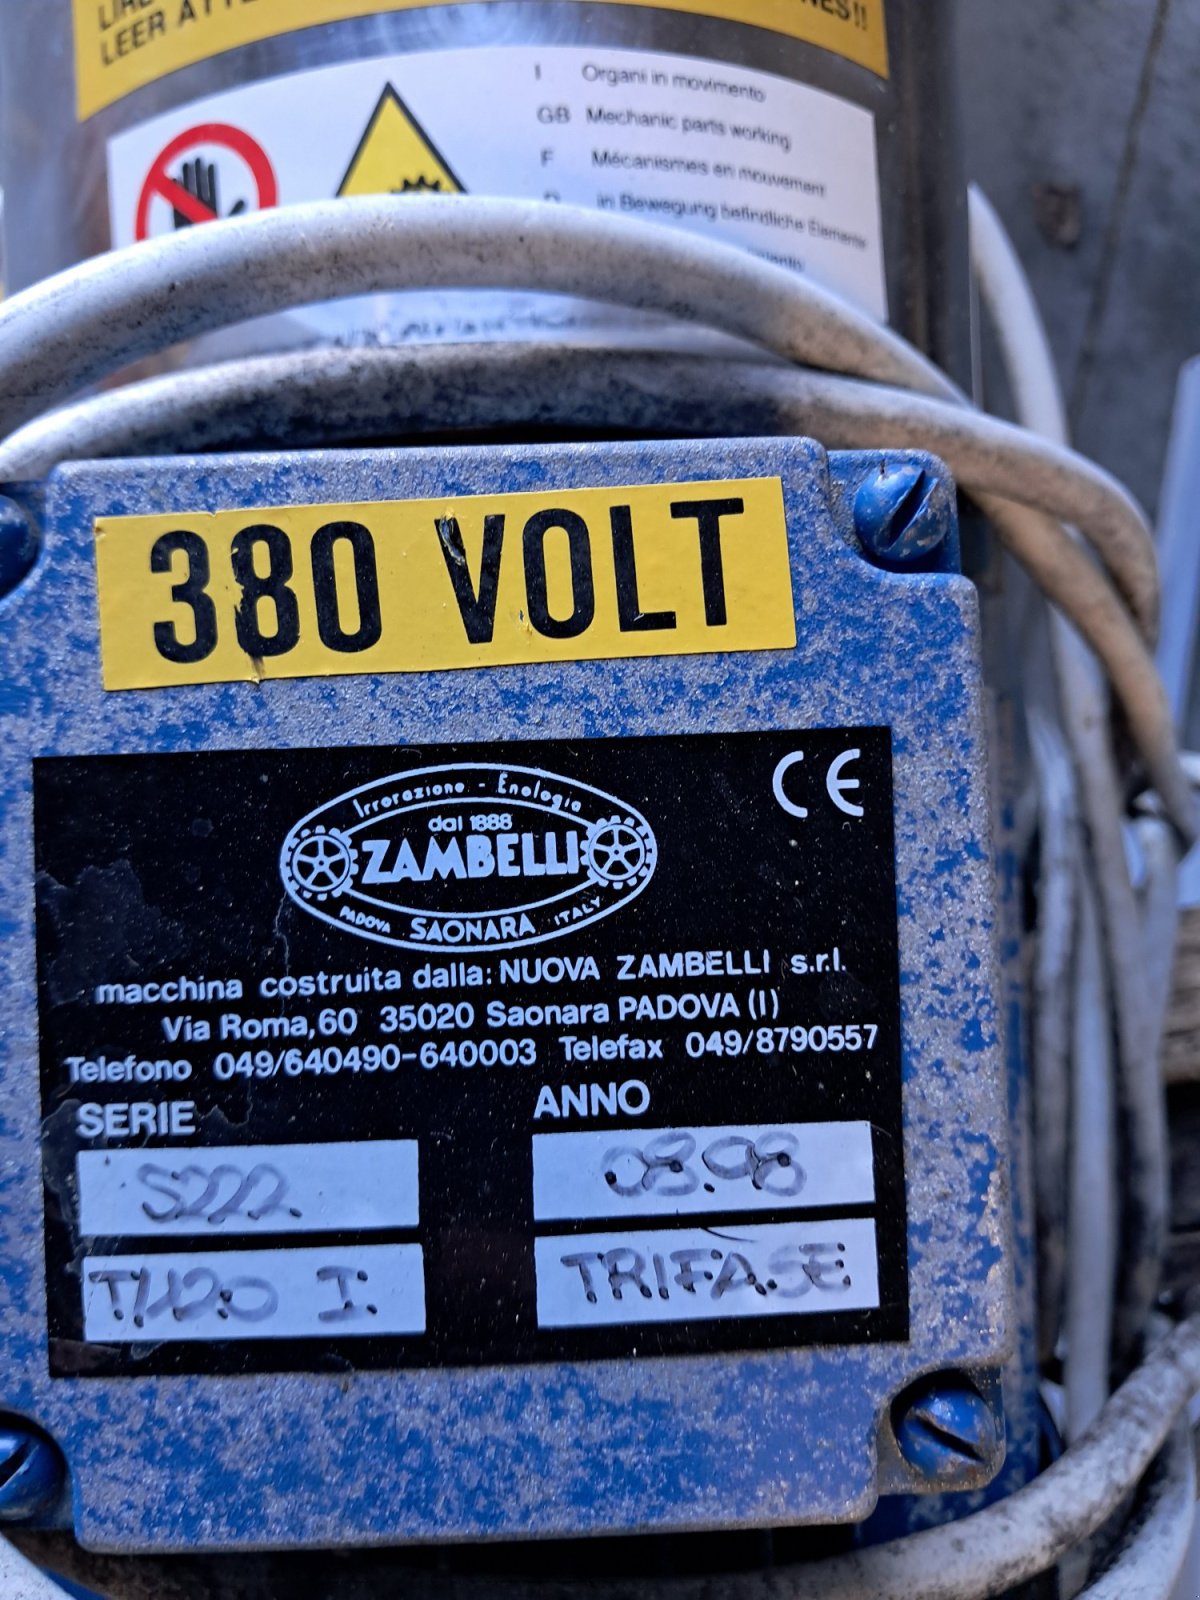 LEER
I Organi in movimento
GB Mechanic parts working
F Mécanismes en mouvement
in Bewegung befindliche Elemente
380 VOLT
CE
Irrorazione - Enologia
dal 1888
ZAMBELLI
PADOVA SAONARA ITALY
macchina costruita dalla: NUOVA ZAMBELLI s.r.l.
Via Roma,60 35020 Saonara PADOVA (I)
Telefono 049/640490-640003 Telefax 049/8790557
SERIE ANNO
S222. 08.98
I. TRIFASE